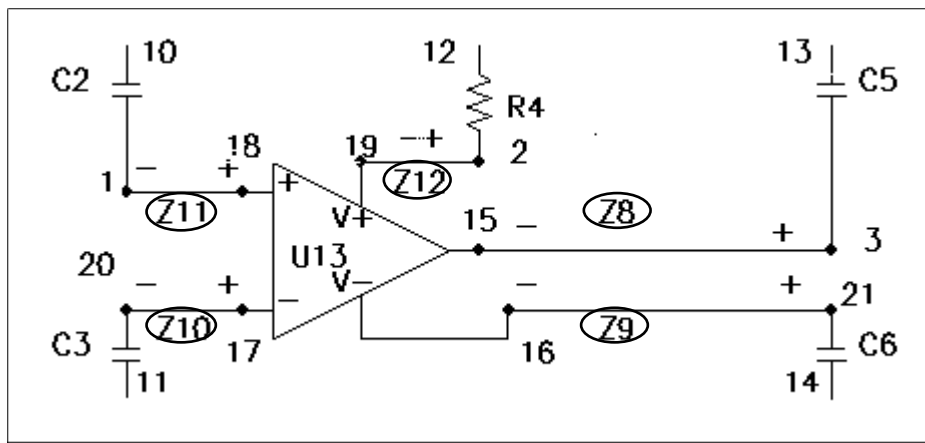 10 12 13
C2 R4 C5
!8 19 - + 2
1 - + + Z12
Z11 V+ 15 - Z8
U13 + 3
20 - + V- - + 21
- Z10 Z9
C3 17 16 C6
11 14